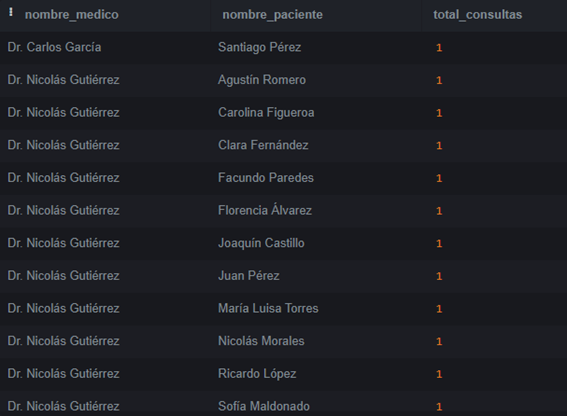 nombre_medico nombre_paciente total_consultas
Dr. Carlos García Santiago Pérez 1
Dr. Nicolás Gutiérrez Agustín Romero 1
Dr. Nicolás Gutiérrez Carolina Figueroa 1
Dr. Nicolás Gutiérrez Clara Fernández 1
Dr. Nicolás Gutiérrez Facundo Paredes 1
Dr. Nicolás Gutiérrez Florencia Álvarez 1
Dr. Nicolás Gutiérrez Joaquín Castillo 1
Dr. Nicolás Gutiérrez Juan Pérez 1
Dr. Nicolás Gutiérrez María Luisa Torres 1
Dr. Nicolás Gutiérrez Nicolás Morales 1
Dr. Nicolás Gutiérrez Ricardo López 1
Dr. Nicolás Gutiérrez Sofía Maldonado 1